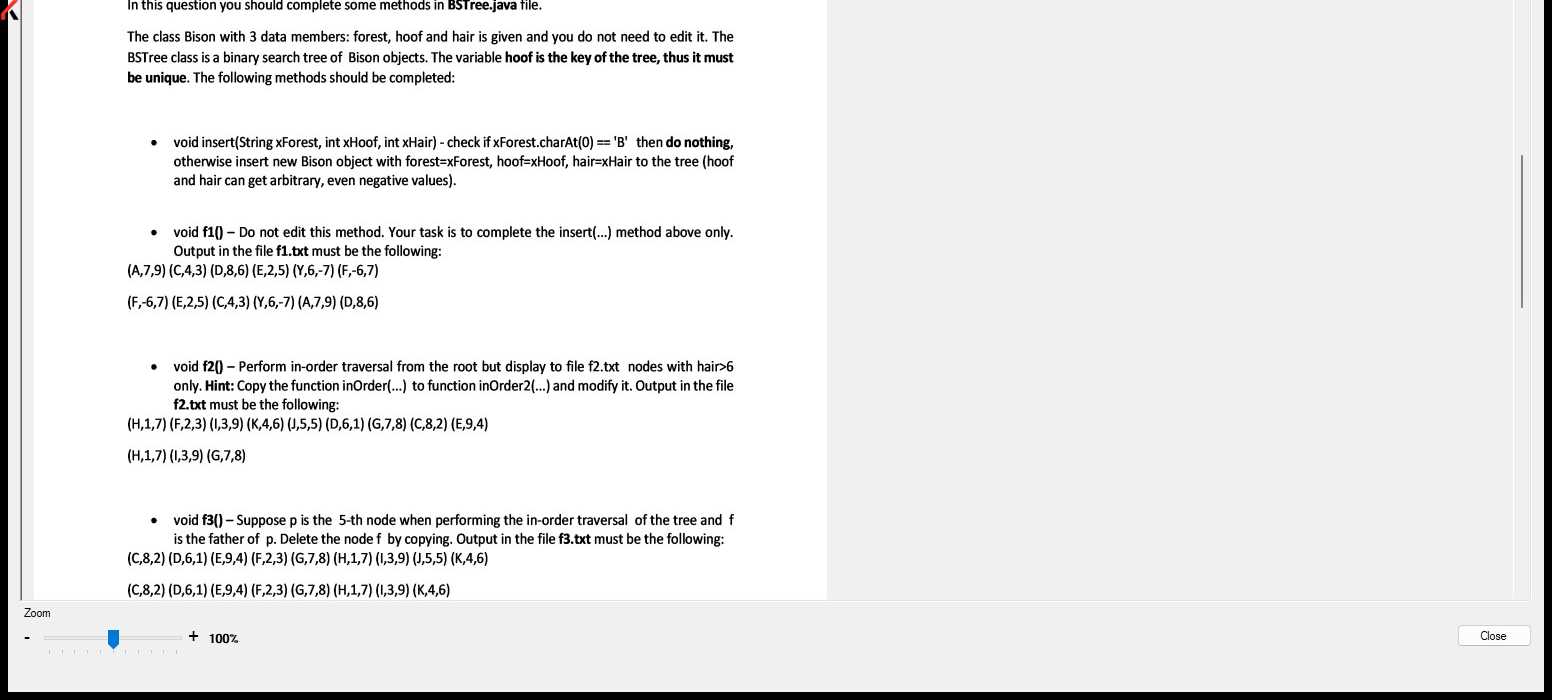 In this question you should complete some methods in BSTree.java file.
The class Bison with 3 data members: forest, hoof and hair is given and you do not need to edit it. The
BSTree class is a binary search tree of Bison objects. The variable hoof is the key of the tree, thus it must
be unique. The following methods should be completed:
• void insert(String xForest, int xHoof, int xHair) - check if xForest.charAt(0) == 'B' then do nothing,
otherwise insert new Bison object with forest=xForest, hoof=xHoof, hair=xHair to the tree (hoof
and hair can get arbitrary, even negative values).
• void f1() – Do not edit this method. Your task is to complete the insert(...) method above only.
Output in the file f1.txt must be the following:
(A,7,9) (C,4,3) (D,8,6) (E,2,5) (Y,6,-7) (F,-6,7)
(F,-6,7) (E,2,5) (C,4,3) (Y,6,-7) (A,7,9) (D,8,6)
• void f2() – Perform in-order traversal from the root but display to file f2.txt nodes with hair>6
only. Hint: Copy the function inOrder(...) to function inOrder2(...) and modify it. Output in the file
f2.txt must be the following:
(H,1,7) (F,2,3) (I,3,9) (K,4,6) (J,5,5) (D,6,1) (G,7,8) (C,8,2) (E,9,4)
(H,1,7) (I,3,9) (G,7,8)
• void f3() – Suppose p is the 5-th node when performing the in-order traversal of the tree and f
is the father of p. Delete the node f by copying. Output in the file f3.txt must be the following:
(C,8,2) (D,6,1) (E,9,4) (F,2,3) (G,7,8) (H,1,7) (I,3,9) (J,5,5) (K,4,6)
(C,8,2) (D,6,1) (E,9,4) (F,2,3) (G,7,8) (H,1,7) (I,3,9) (K,4,6)
Zoom
- + 100%
Close